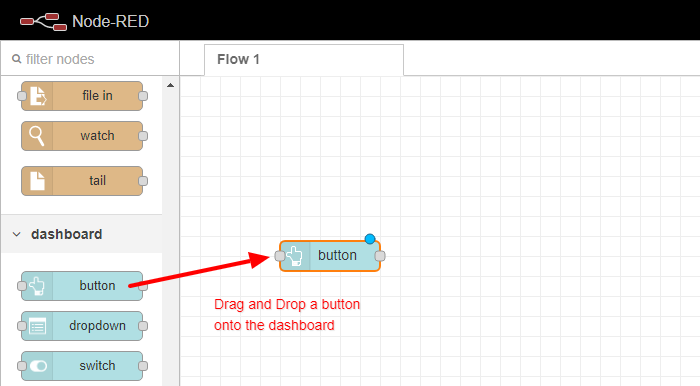 Node-RED
filter nodes
Flow 1
file in
watch
tail
dashboard
button
dropdown
switch
button
Drag and Drop a button
onto the dashboard